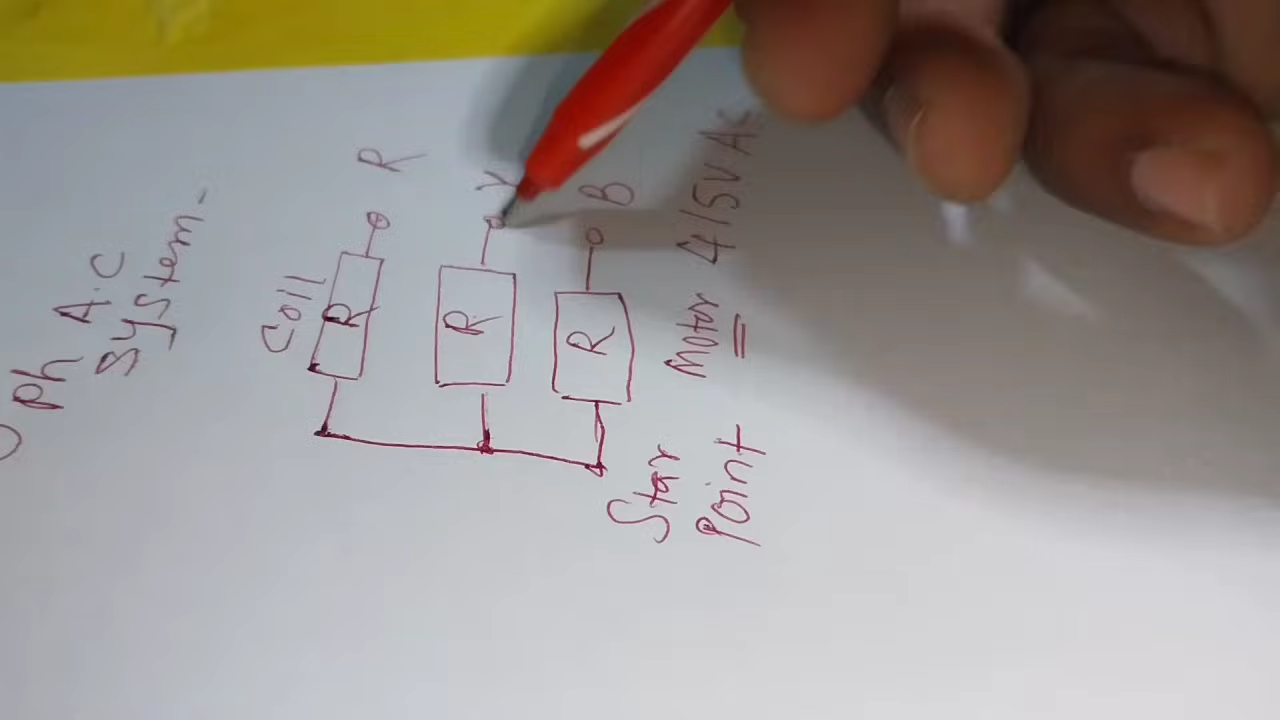 Ph A.C
System-
Coil
R
R
R
Y
R
B
R
Motor 415V AC
Star
Point